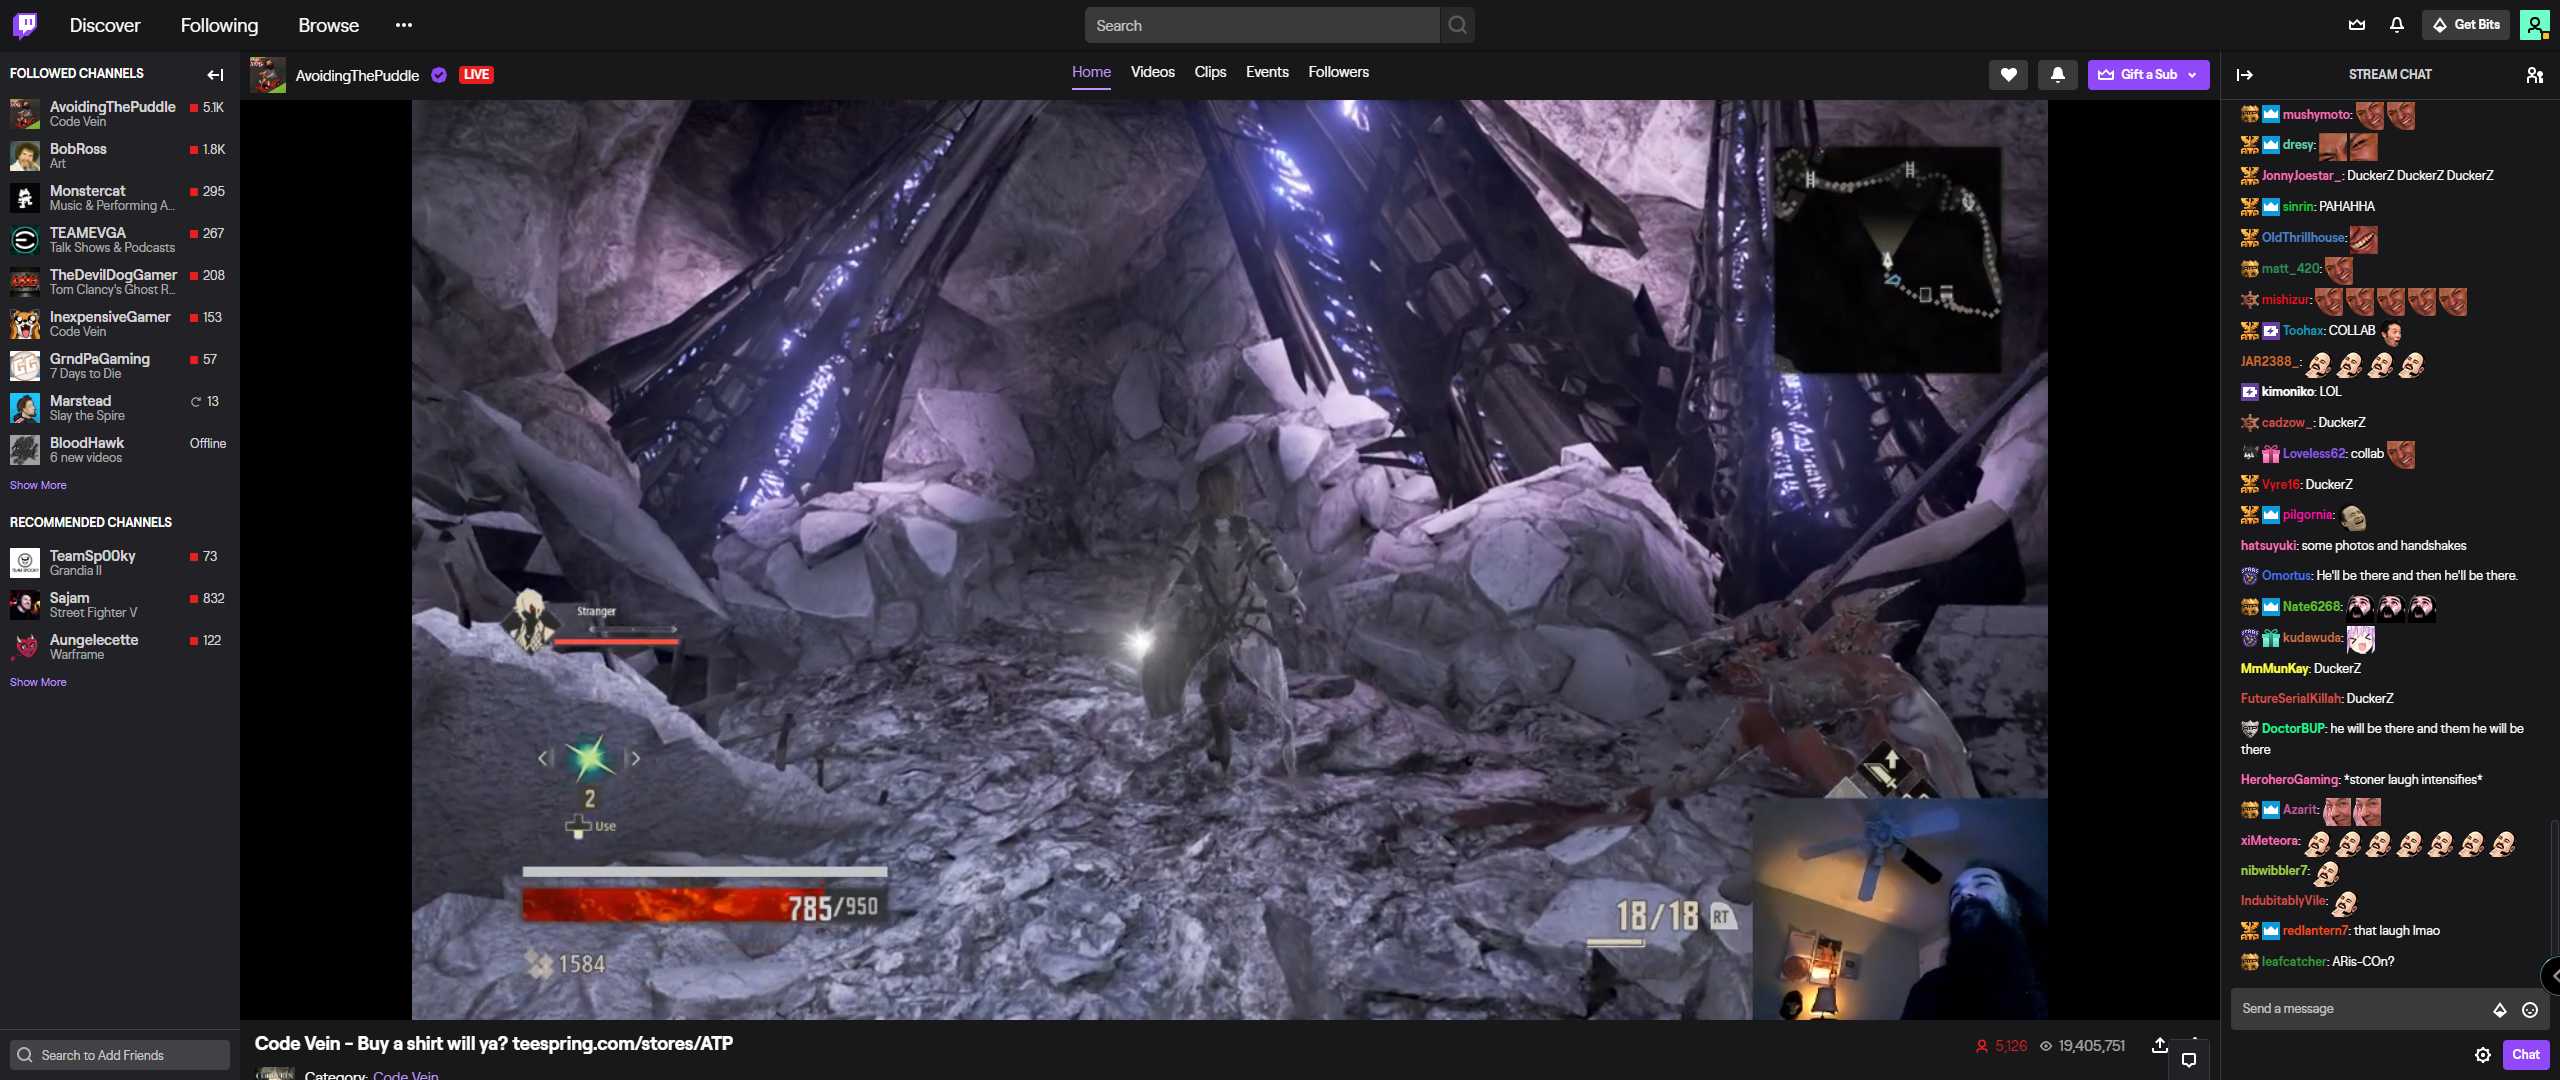 Discover Following Browse
Search
Get Bits
FOLLOWED CHANNELS
AvoidingThePuddle 5.1K
Code Vein
BobRoss 1.8K
Art
Monstercat 295
Music & Performing A...
TEAMEVGA 267
Talk Shows & Podcasts
TheDevilDogGamer 208
Tom Clancy's Ghost R...
InexpensiveGamer 153
Code Vein
GrndPaGaming 57
7 Days to Die
Marstead 13
Slay the Spire
BloodHawk Offline
6 new videos
Show More
RECOMMENDED CHANNELS
TeamSp00ky 73
Grandia II
Sajam 832
Street Fighter V
Aungelecette 122
Warframe
Show More
Search to Add Friends
AvoidingThePuddle LIVE
Home Videos Clips Events Followers
Gift a Sub
Stranger
2
Use
785/950
1584
18/18 RT
Code Vein - Buy a shirt will ya? teespring.com/stores/ATP
5,126 19,405,751
Category: Code Vein
STREAM CHAT
mushymoto:
dresy:
JonnyJoestar_: DuckerZ DuckerZ DuckerZ
sinrin: PAHAHHA
OldThrillhouse:
matt_420:
mishizur:
Toohax: COLLAB
JAR2388_:
kimoniko: LOL
cadzow_: DuckerZ
Loveless62: collab
Vyre16: DuckerZ
pilgornia:
hatsuyuki: some photos and handshakes
Omortus: He'll be there and then he'll be there.
Nate6268:
kudawuda:
MmMunKay: DuckerZ
FutureSerialKillah: DuckerZ
DoctorBUP: he will be there and them he will be
there
HeroheroGaming: *stoner laugh intensifies*
Azarit:
xiMeteora:
nibwibbler7:
IndubitablyVile:
redlantern7: that laugh lmao
leafcatcher: ARis-COn?
Send a message
Chat